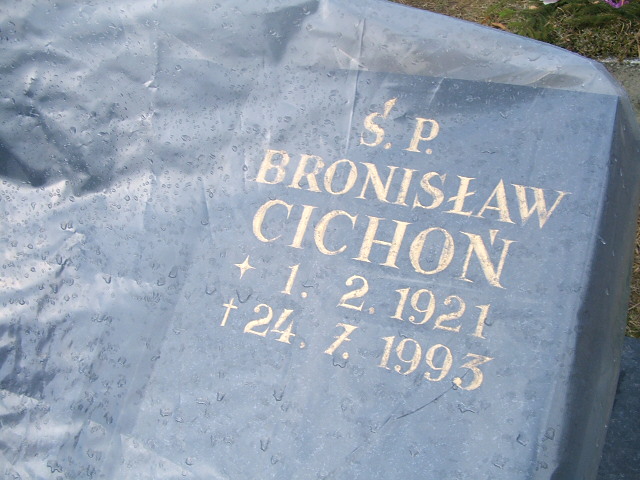 Ś. P.
BRONISŁAW
CICHOŃ
✦ 1. 2. 1921
† 24. 7. 1993